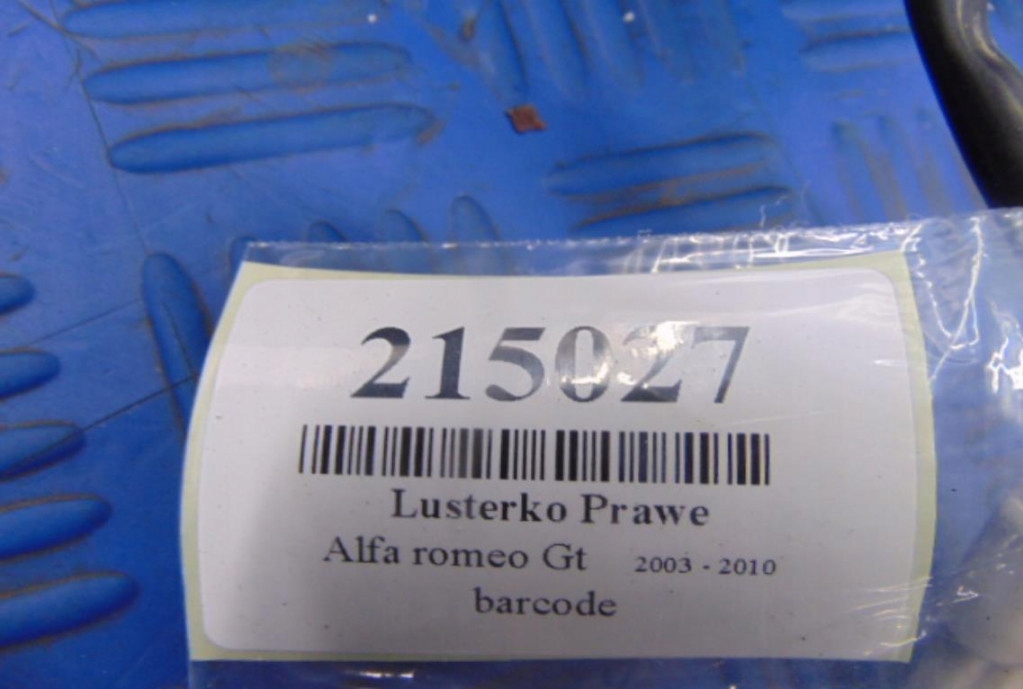 215027
Lusterko Prawe
Alfa romeo Gt 2003 - 2010
barcode